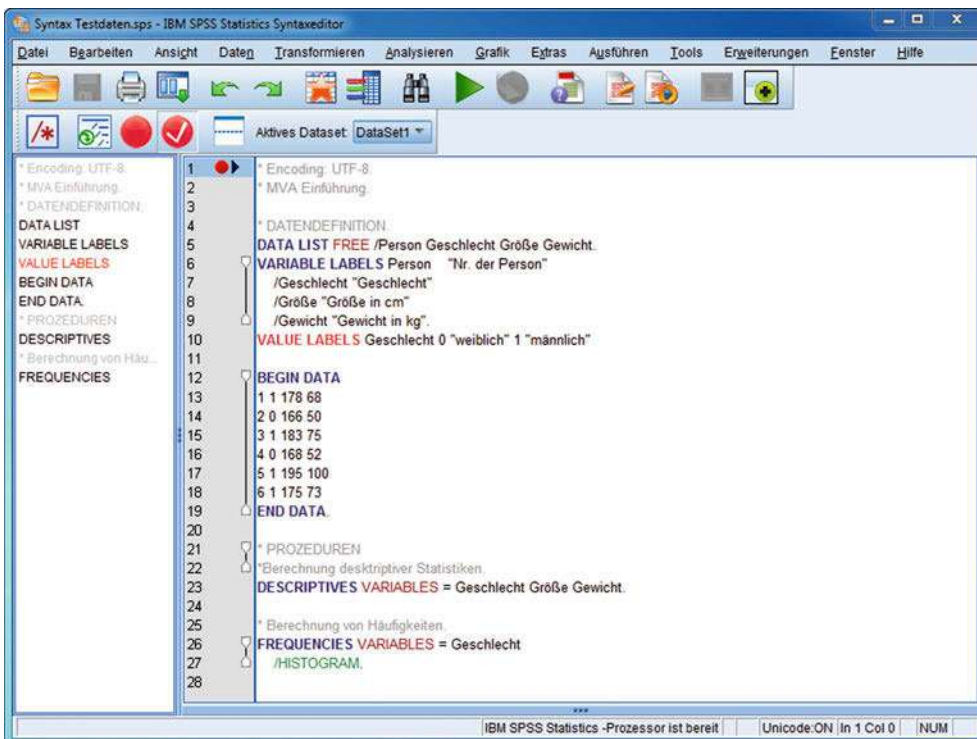 Syntax Testdaten.sps - IBM SPSS Statistics Syntaxeditor
Datei Bearbeiten Ansicht Daten Transformieren Analysieren Grafik Extras Ausführen Tools Erweiterungen Fenster Hilfe
Aktives Dataset: DataSet1
* Encoding: UTF-8.
* MVA Einführung.
* DATENDEFINITION.
DATA LIST
VARIABLE LABELS
VALUE LABELS
BEGIN DATA
END DATA.
* PROZEDUREN
DESCRIPTIVES
* Berechnung von Häu...
FREQUENCIES
1 * Encoding: UTF-8.
2 * MVA Einführung.
3
4 * DATENDEFINITION.
5 DATA LIST FREE /Person Geschlecht Größe Gewicht.
6 VARIABLE LABELS Person "Nr. der Person"
7 /Geschlecht "Geschlecht"
8 /Größe "Größe in cm"
9 /Gewicht "Gewicht in kg".
10 VALUE LABELS Geschlecht 0 "weiblich" 1 "männlich"
11
12 BEGIN DATA
13 1 1 178 68
14 2 0 166 50
15 3 1 183 75
16 4 0 168 52
17 5 1 195 100
18 6 1 175 73
19 END DATA.
20
21 * PROZEDUREN
22 *Berechnung desktriptiver Statistiken.
23 DESCRIPTIVES VARIABLES = Geschlecht Größe Gewicht.
24
25 * Berechnung von Häufigkeiten.
26 FREQUENCIES VARIABLES = Geschlecht
27 /HISTOGRAM.
28
IBM SPSS Statistics -Prozessor ist bereit Unicode:ON In 1 Col 0 NUM